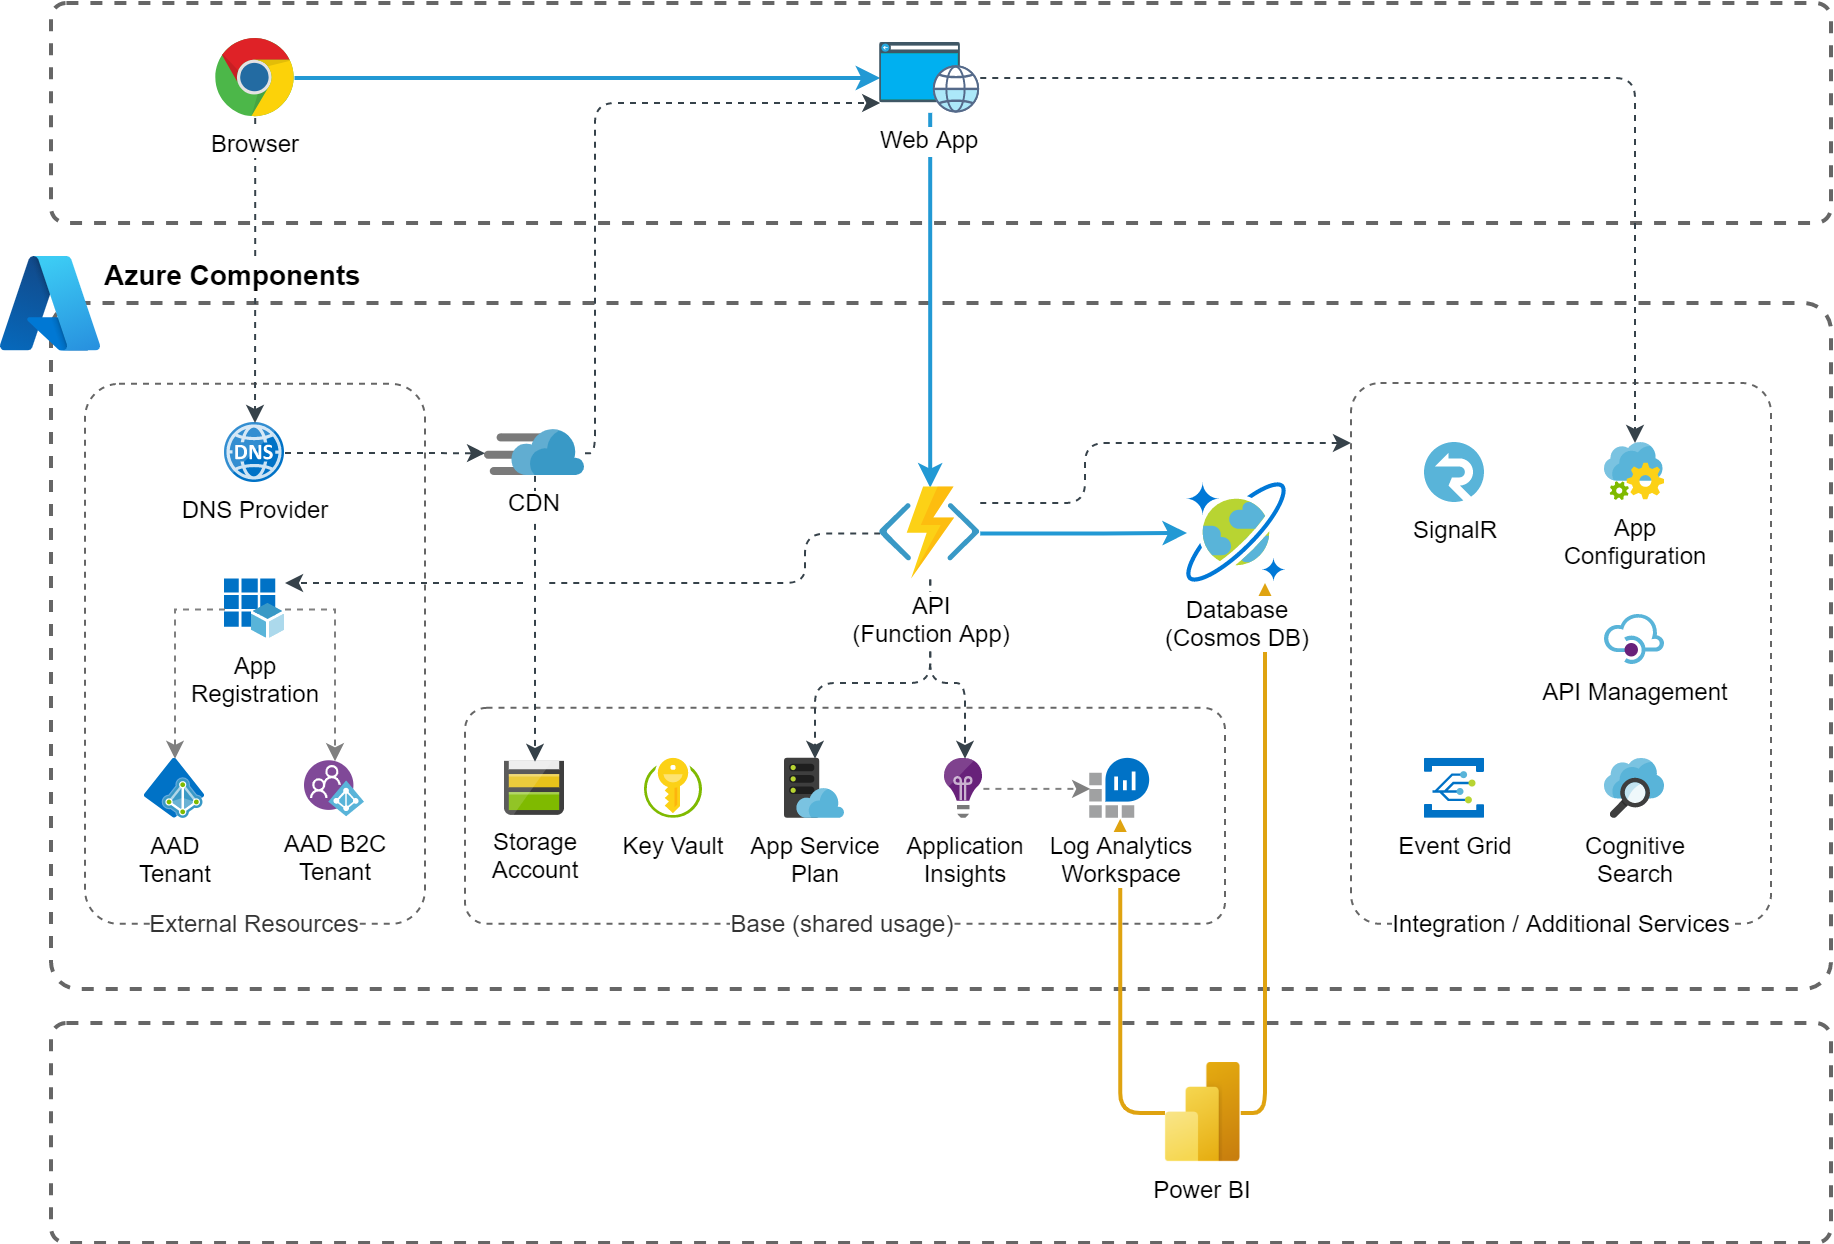 Browser
Web App
Azure Components
DNS
DNS Provider
CDN
SignalR
App
Configuration
API
(Function App)
Database
(Cosmos DB)
App
Registration
API Management
AAD
Tenant
AAD B2C
Tenant
Storage
Account
Key Vault
App Service
Plan
Application
Insights
Log Analytics
Workspace
Event Grid
Cognitive
Search
External Resources
Base (shared usage)
Integration / Additional Services
Power BI